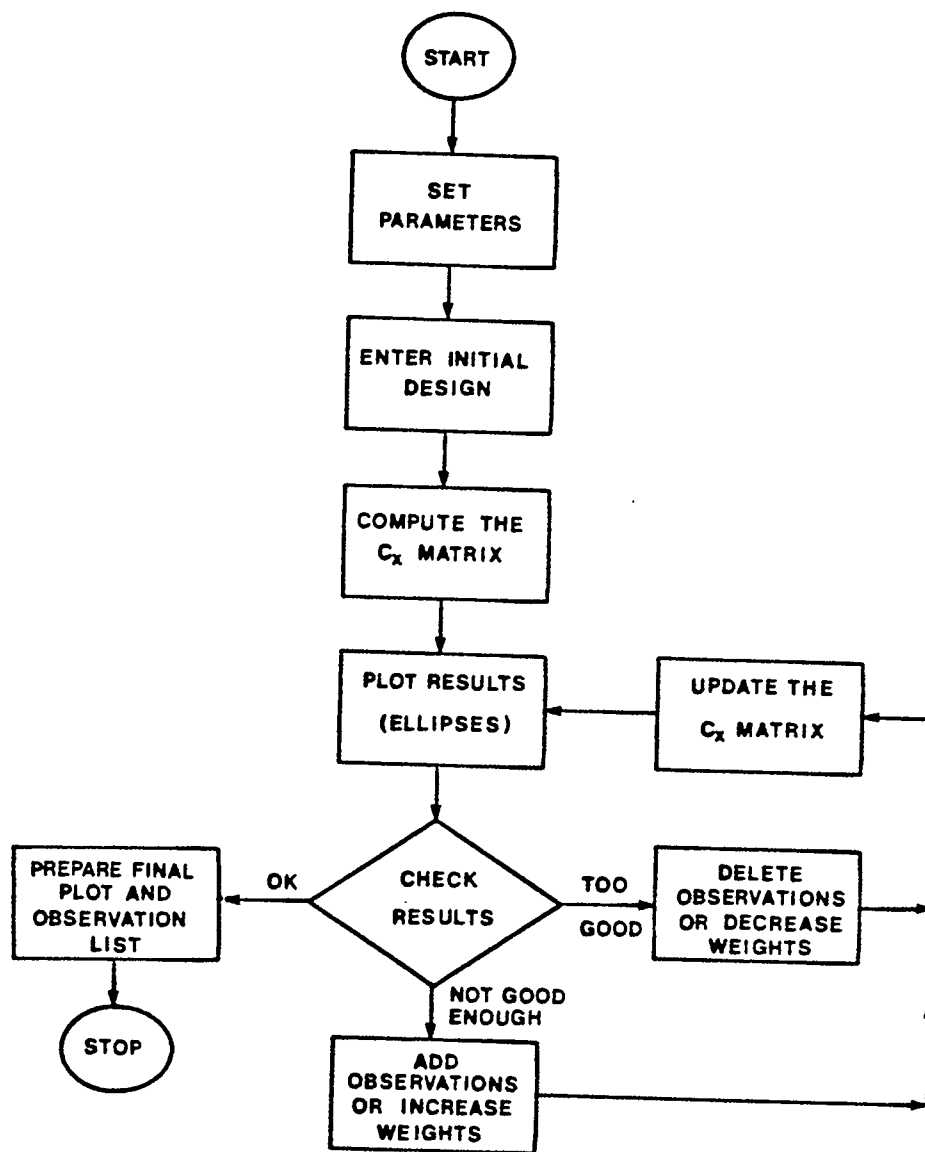 START
SET
PARAMETERS
ENTER INITIAL
DESIGN
COMPUTE THE
Cx MATRIX
PLOT RESULTS
(ELLIPSES)
UPDATE THE
Cx MATRIX
CHECK
RESULTS
OK
PREPARE FINAL
PLOT AND
OBSERVATION
LIST
STOP
TOO
GOOD
DELETE
OBSERVATIONS
OR DECREASE
WEIGHTS
NOT GOOD
ENOUGH
ADD
OBSERVATIONS
OR INCREASE
WEIGHTS